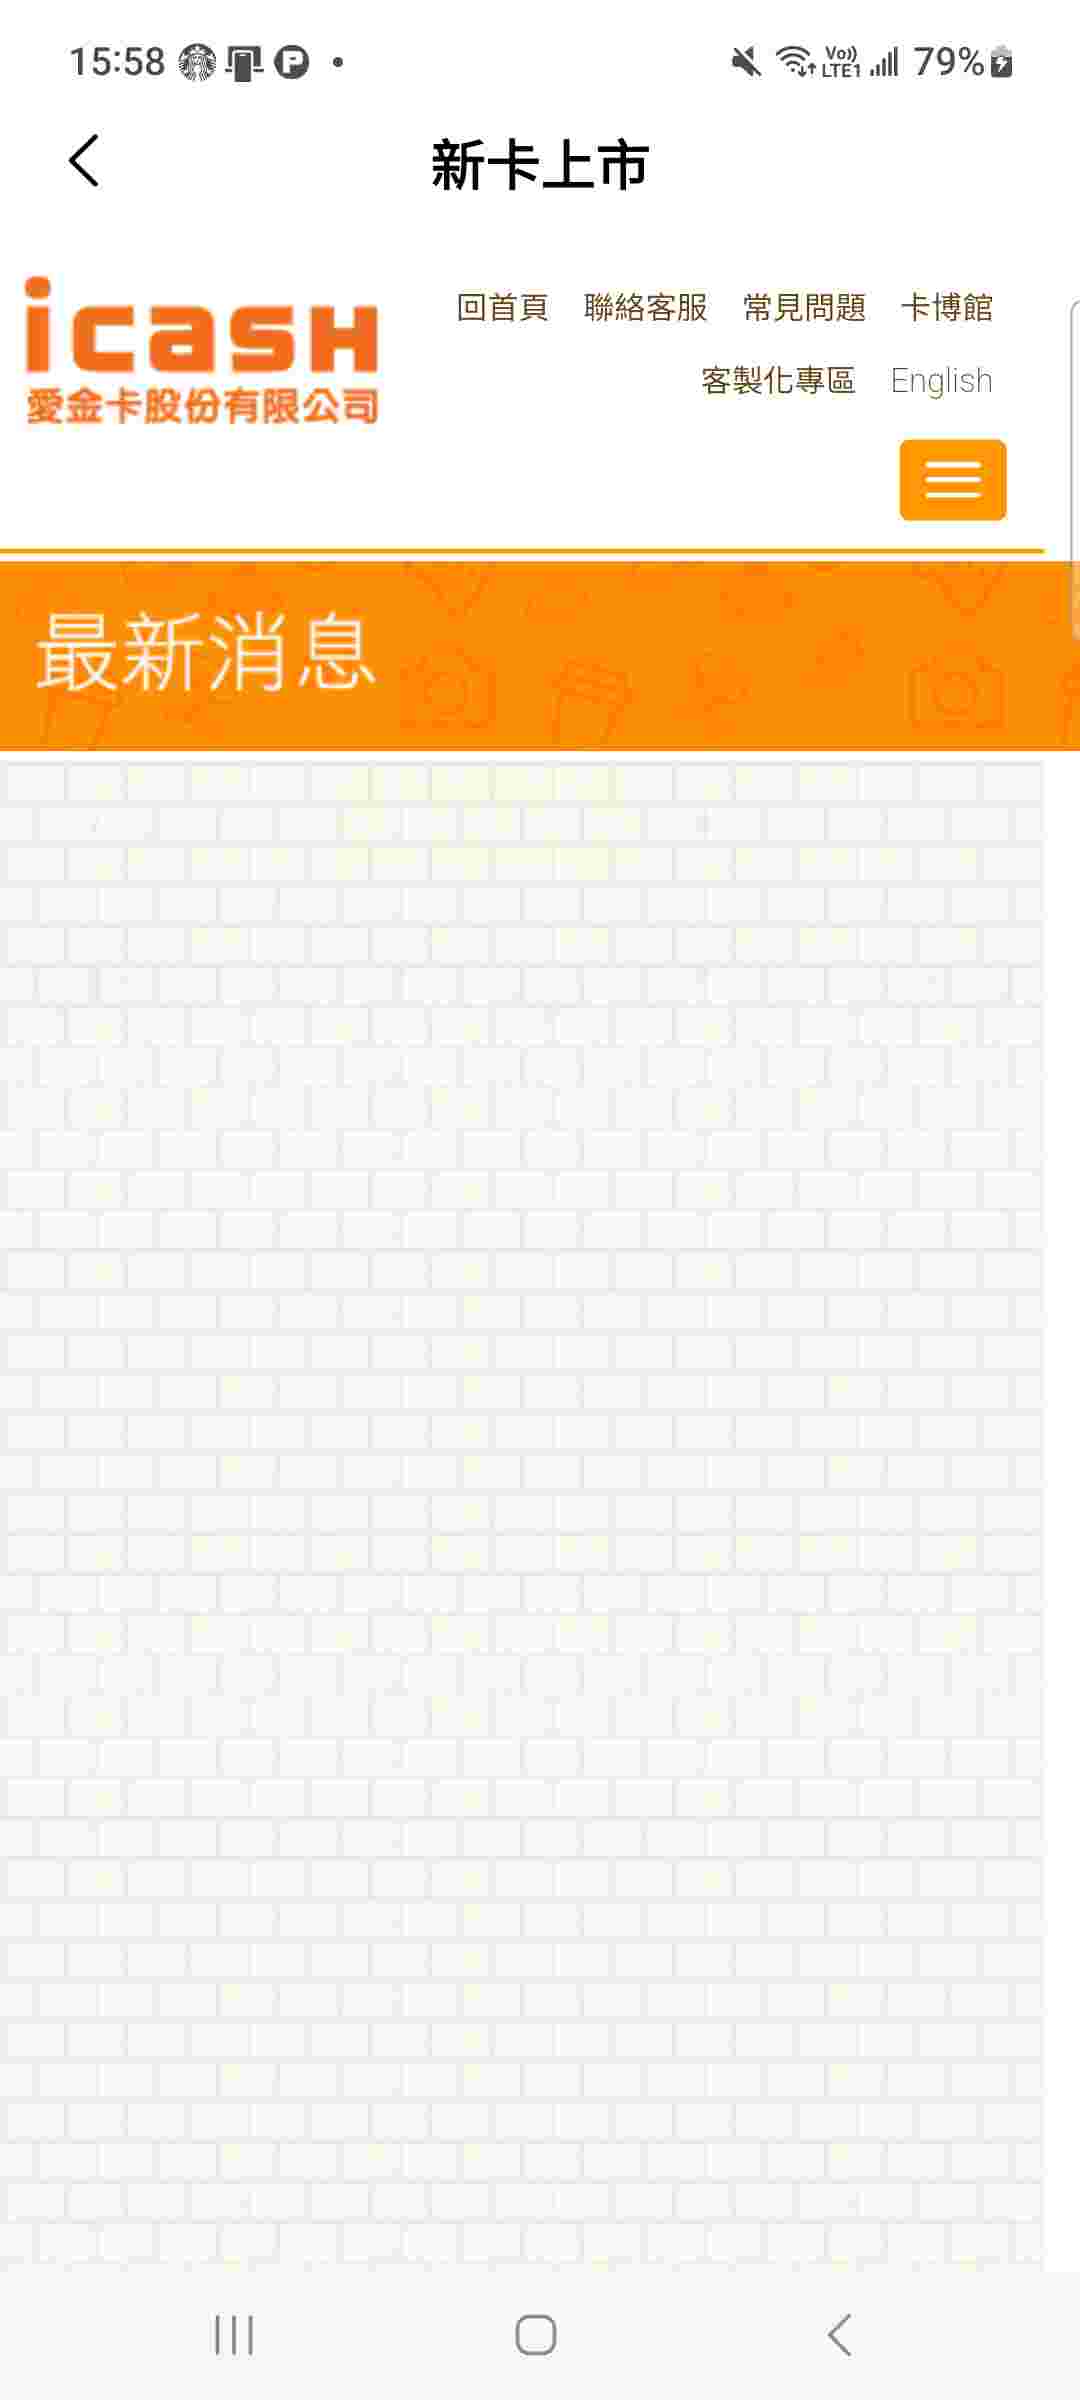 15:58 Vo)) LTE1 79%
新卡上市
icash
愛金卡股份有限公司
回首頁 聯絡客服 常見問題 卡博館
客製化專區 English
最新消息